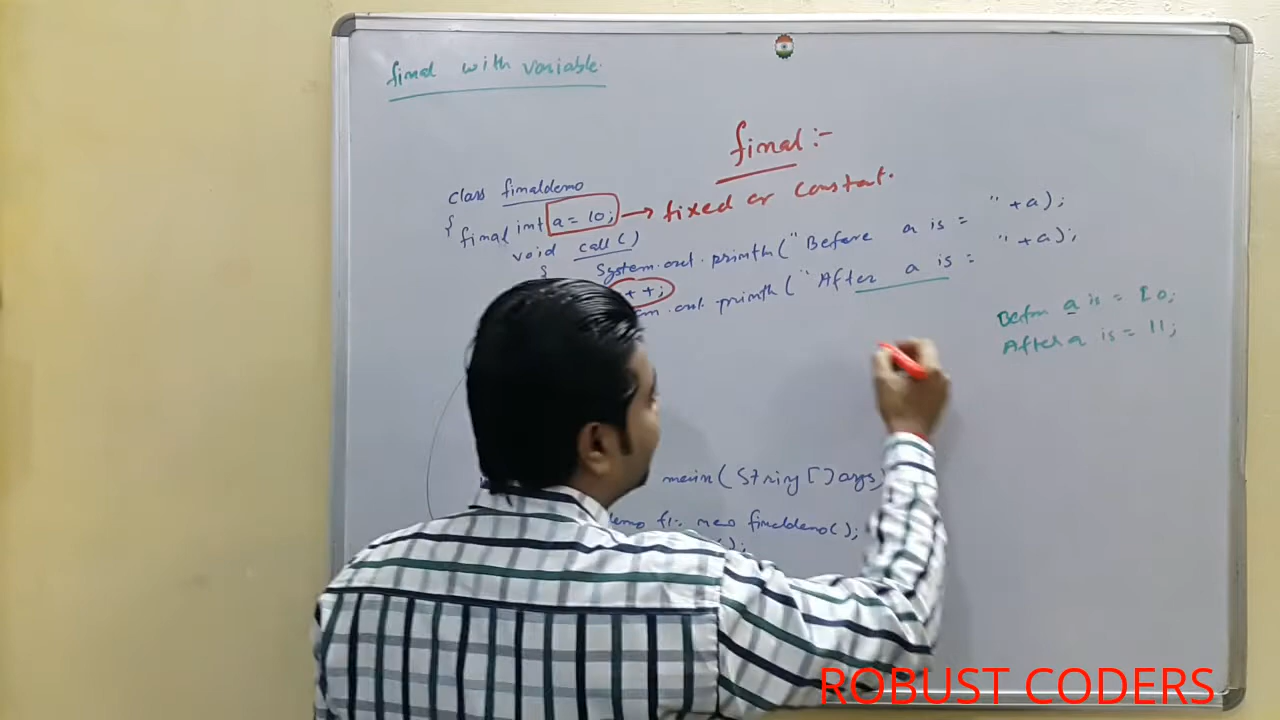 final with variable.
final:-
class finaldemo
{ final int a = 10; → fixed or constant.
void call()
{ System.out.println("Before a is = " +a);
++;
m.out.println("After a is = " +a);
Before a is = 10;
After a is = 11;
main(String[]args)
demo f1: new finaldemo();
();
ROBUST CODERS